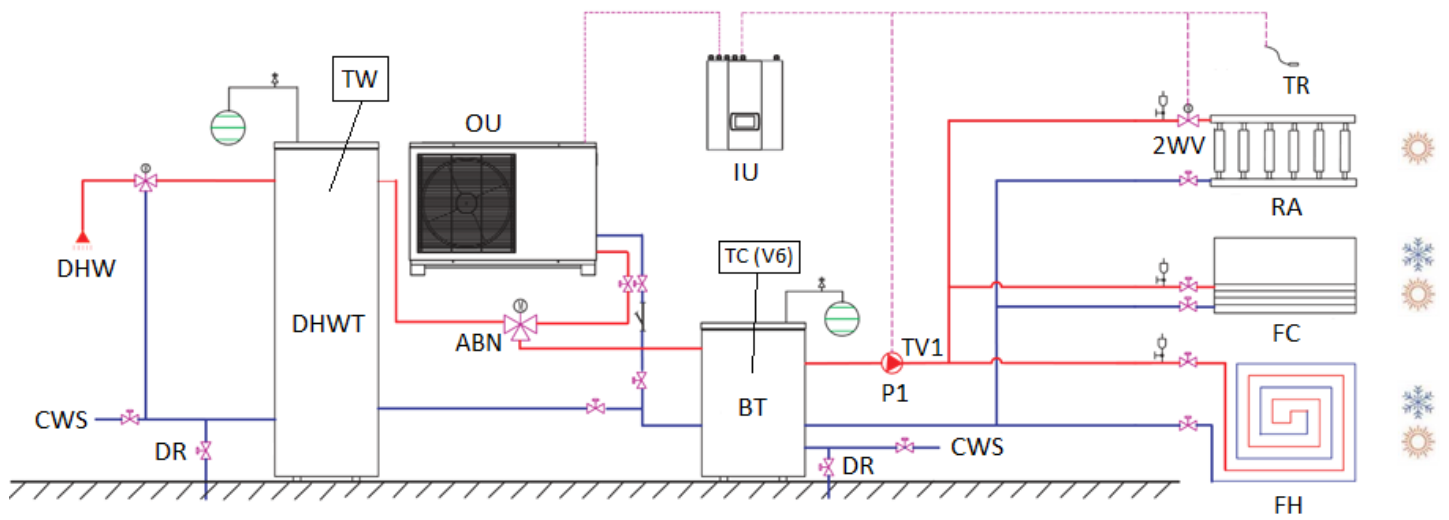 TW
OU
IU
TR
2WV
RA
DHW
TC (V6)
FC
DHWT
ABN
TV1
P1
BT
CWS
DR
CWS
DR
FH